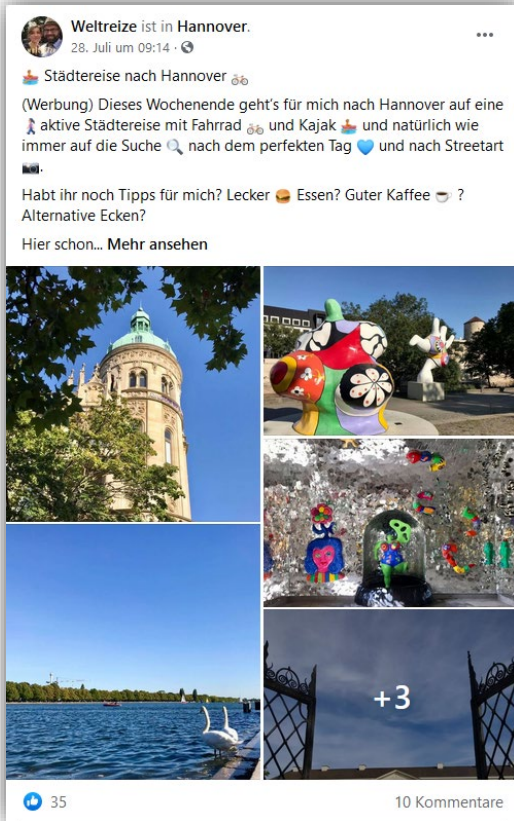 Weltreize ist in Hannover.
28. Juli um 09:14 ·
🚣 Städtereise nach Hannover 🚲
(Werbung) Dieses Wochenende geht's für mich nach Hannover auf eine
🚶aktive Städtereise mit Fahrrad 🚲 und Kajak 🚣 und natürlich wie
immer auf die Suche 🔍 nach dem perfekten Tag 💙 und nach Streetart
📷.
Habt ihr noch Tipps für mich? Lecker 🍔 Essen? Guter Kaffee ☕ ?
Alternative Ecken?
Hier schon... Mehr ansehen
+3
35
10 Kommentare